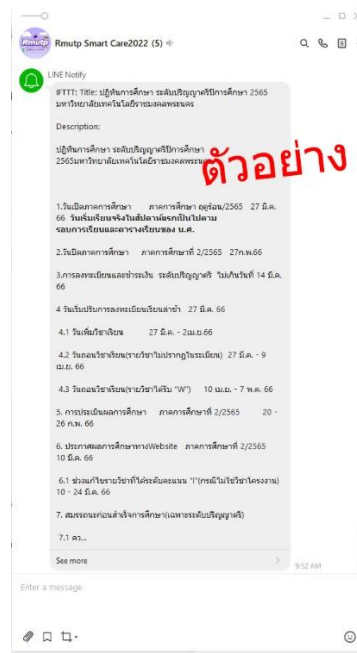 Rmutp Smart Care2022 (5)
LINE Notify
IFTTT: Title: ปฏิทินการศึกษา ระดับปริญญาตรีปีการศึกษา 2565
มหาวิทยาลัยเทคโนโลยีราชมงคลพระนคร
Description:
ปฏิทินการศึกษา ระดับปริญญาตรีปีการศึกษา
2565มหาวิทยาลัยเทคโนโลยีราชมงคลพระนคร
ตัวอย่าง
1.วันเปิดภาคการศึกษา ภาคการศึกษา ฤดูร้อน/2565 27 มี.ค.
66 วันเริ่มเรียนจริงในสัปดาห์แรกเป็นไปตาม
รอบการเรียนและตารางเรียนของ น.ศ.
2.วันปิดภาคการศึกษา ภาคการศึกษาที่ 2/2565 27ก.พ.66
3.การลงทะเบียนและชำระเงิน ระดับปริญญาตรี ไม่เกินวันที่ 14 มี.ค.
66
4 วันเริ่มปรับการลงทะเบียนเรียนล่าช้า 27 มี.ค. 66
4.1 วันเพิ่มวิชาเรียน 27 มี.ค. - 2เม.ย.66
4.2 วันถอนวิชาเรียน(รายวิชาไม่ปรากฏในระเบียน) 27 มี.ค. - 9
เม.ย. 66
4.3 วันถอนวิชาเรียน(รายวิชาได้รับ "W") 10 เม.ย. - 7 พ.ค. 66
5. การประเมินผลการศึกษา ภาคการศึกษาที่ 2/2565 20 -
26 ก.พ. 66
6. ประกาศผลการศึกษาทางWebsite ภาคการศึกษาที่ 2/2565
10 มี.ค. 66
6.1 ช่วงแก้ไขรายวิชาที่ได้ระดับคะแนน "I"(กรณีไม่ใช่วิชาโครงงาน)
10 - 24 มี.ค. 66
7. สมรรถนะก่อนสำเร็จการศึกษา(เฉพาะระดับปริญญาตรี)
7.1 คว...
See more
9:52 AM
Enter a message